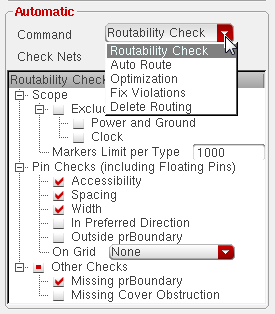 Automatic
Command Routability Check
Check Nets
Routability Check
Auto Route
Optimization
Fix Violations
Delete Routing
Routability Chec
Scope
Exclu
Power and Ground
Clock
Markers Limit per Type 1000
Pin Checks (including Floating Pins)
Accessibility
Spacing
Width
In Preferred Direction
Outside prBoundary
On Grid None
Other Checks
Missing prBoundary
Missing Cover Obstruction